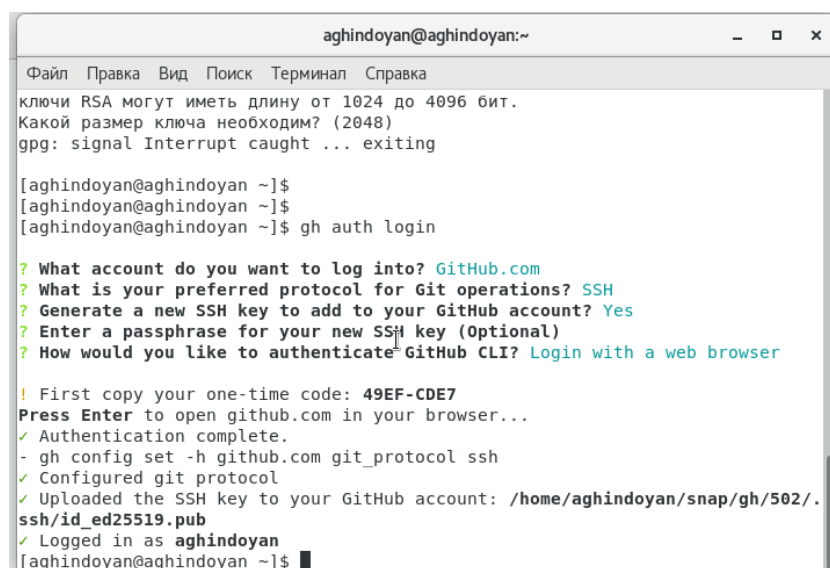 aghindoyan@aghindoyan:~
Файл Правка Вид Поиск Терминал Справка
ключи RSA могут иметь длину от 1024 до 4096 бит.
Какой размер ключа необходим? (2048)
gpg: signal Interrupt caught ... exiting
[aghindoyan@aghindoyan ~]$
[aghindoyan@aghindoyan ~]$
[aghindoyan@aghindoyan ~]$ gh auth login
? What account do you want to log into? GitHub.com
? What is your preferred protocol for Git operations? SSH
? Generate a new SSH key to add to your GitHub account? Yes
? Enter a passphrase for your new SSH key (Optional)
? How would you like to authenticate GitHub CLI? Login with a web browser
! First copy your one-time code: 49EF-CDE7
Press Enter to open github.com in your browser...
✓ Authentication complete.
- gh config set -h github.com git_protocol ssh
✓ Configured git protocol
✓ Uploaded the SSH key to your GitHub account: /home/aghindoyan/snap/gh/502/.
ssh/id_ed25519.pub
✓ Logged in as aghindoyan
[aghindoyan@aghindoyan ~]$